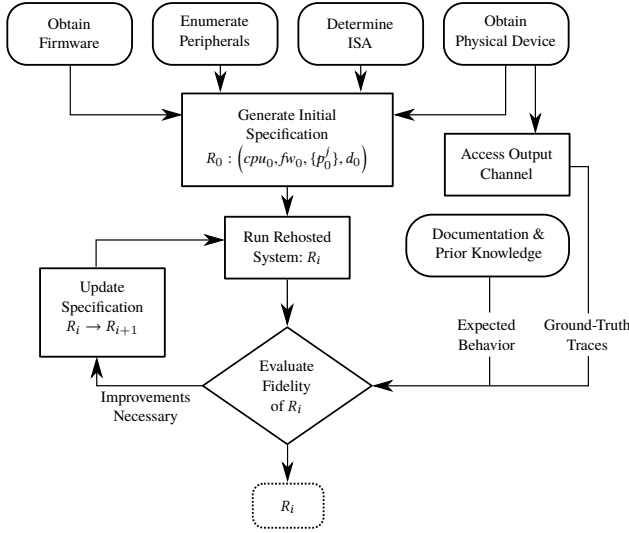 Obtain
Firmware
Enumerate
Peripherals
Determine
ISA
Obtain
Physical Device
Generate Initial
Specification
R₀ : (cpu₀, fw₀, {p₀ʲ}, d₀)
Access Output
Channel
Run Rehosted
System: Rᵢ
Documentation &
Prior Knowledge
Update
Specification
Rᵢ → Rᵢ₊₁
Expected
Behavior
Ground-Truth
Traces
Evaluate
Fidelity
of Rᵢ
Improvements
Necessary
Rᵢ